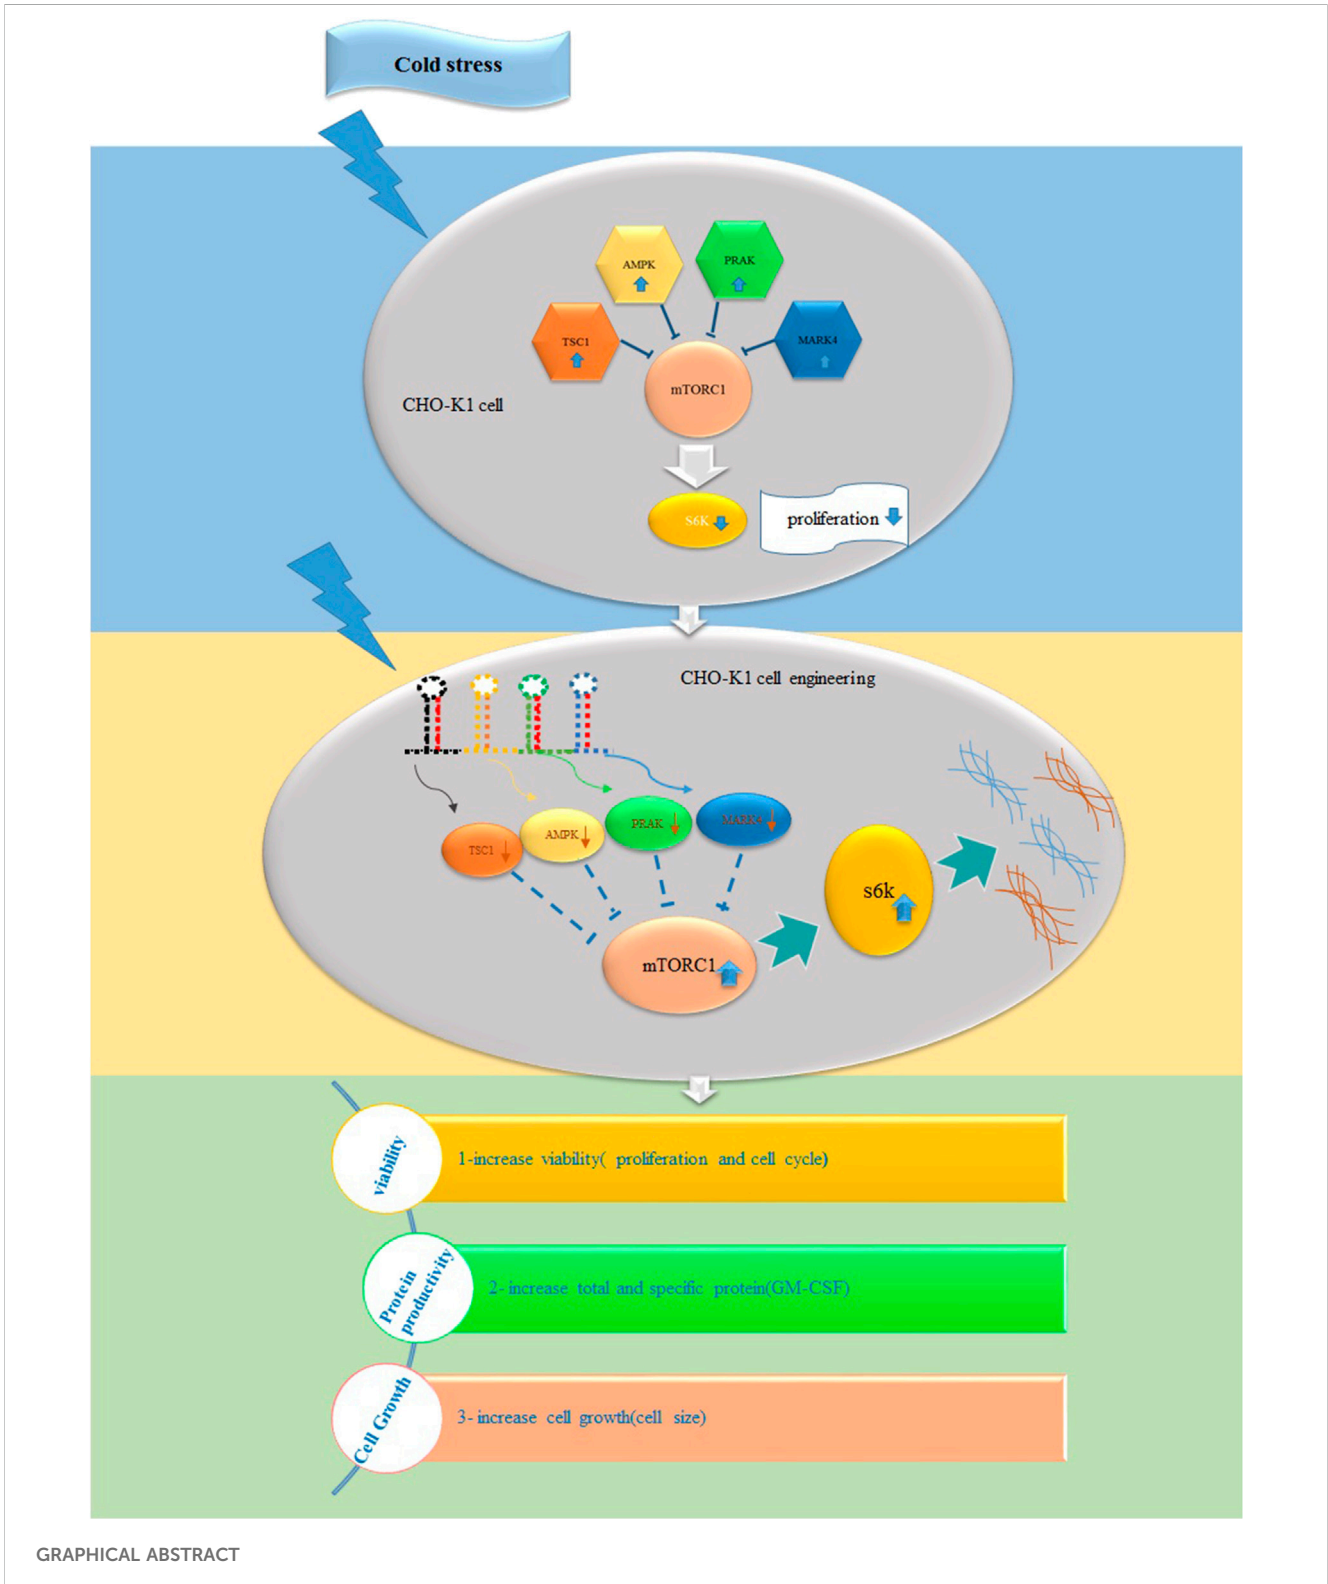 Cold stress
AMPK
PRAK
TSC1
MARK4
mTORC1
CHO-K1 cell
S6K
proliferation
CHO-K1 cell engineering
TSC1
AMPK
PRAK
MARK4
s6k
mTORC1
viability
1-increase viability( proliferation and cell cycle)
Protein
productivity
2- increase total and specific protein(GM-CSF)
Cell Growth
3- increase cell growth(cell size)
GRAPHICAL ABSTRACT